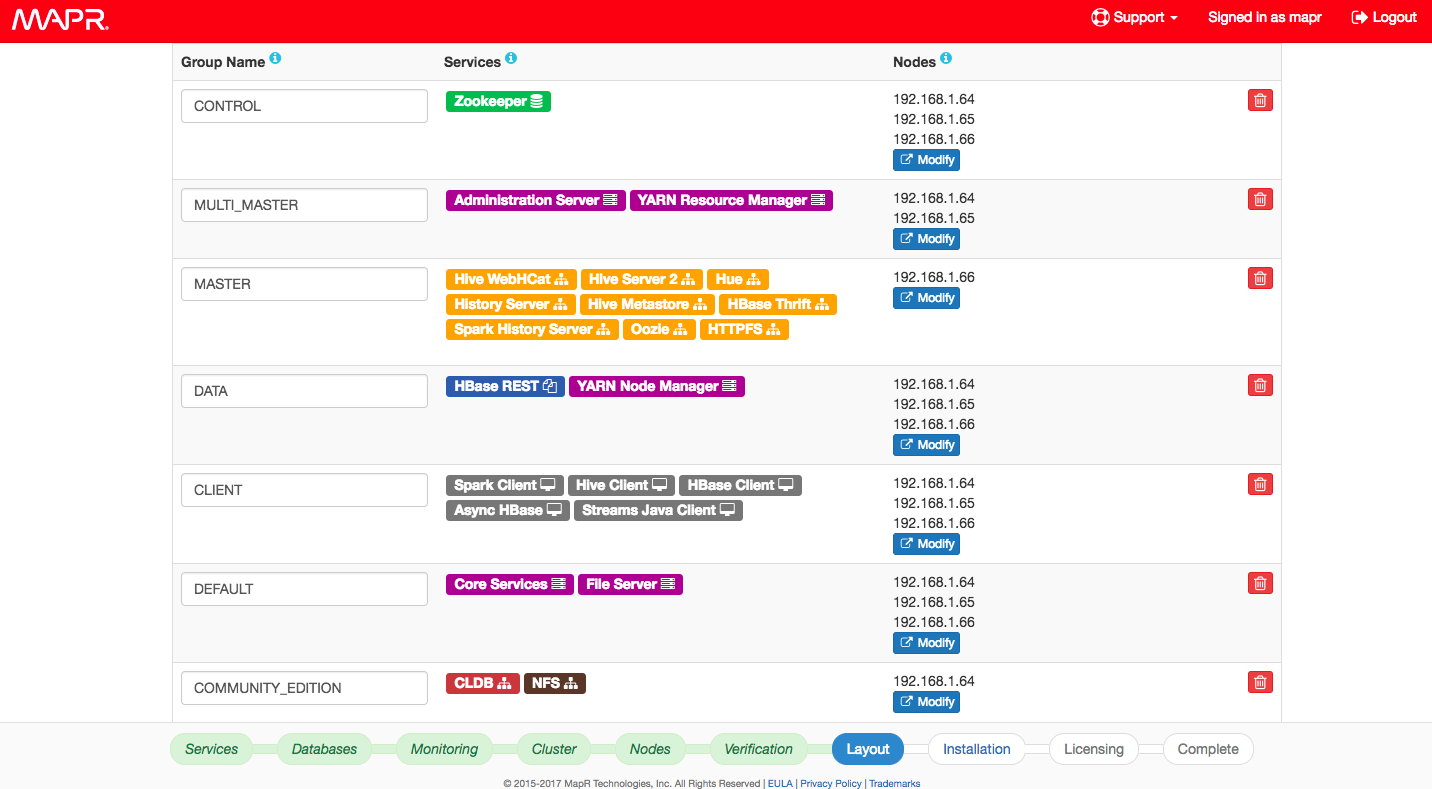 MAPR
Support
Signed in as mapr
Logout
Group Name
Services
Nodes
CONTROL
Zookeeper
192.168.1.64
192.168.1.65
192.168.1.66
Modify
MULTI_MASTER
Administration Server
YARN Resource Manager
192.168.1.64
192.168.1.65
Modify
MASTER
Hive WebHCat
Hive Server 2
Hue
History Server
Hive Metastore
HBase Thrift
Spark History Server
Oozie
HTTPFS
192.168.1.66
Modify
DATA
HBase REST
YARN Node Manager
192.168.1.64
192.168.1.65
192.168.1.66
Modify
CLIENT
Spark Client
Hive Client
HBase Client
Async HBase
Streams Java Client
192.168.1.64
192.168.1.65
192.168.1.66
Modify
DEFAULT
Core Services
File Server
192.168.1.64
192.168.1.65
192.168.1.66
Modify
COMMUNITY_EDITION
CLDB
NFS
192.168.1.64
Modify
Services
Databases
Monitoring
Cluster
Nodes
Verification
Layout
Installation
Licensing
Complete
© 2015-2017 MapR Technologies, Inc. All Rights Reserved | EULA | Privacy Policy | Trademarks